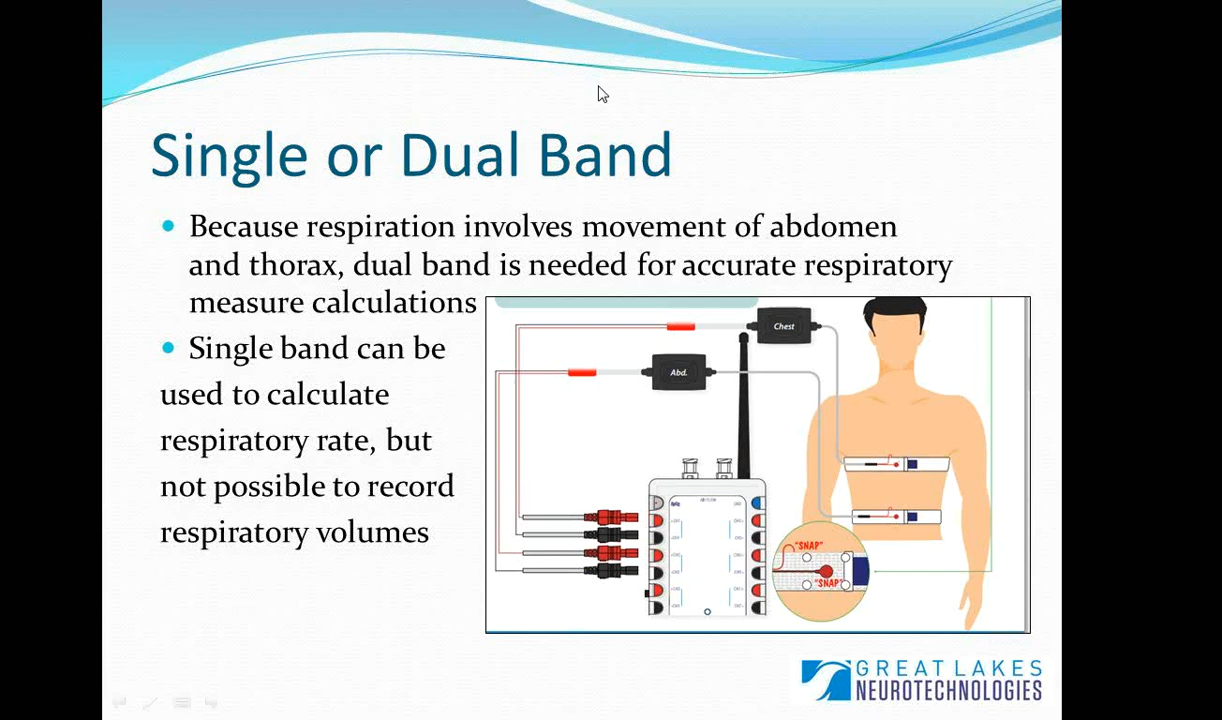 Single or Dual Band
Because respiration involves movement of abdomen
and thorax, dual band is needed for accurate respiratory
measure calculations
Single band can be
used to calculate
respiratory rate, but
not possible to record
respiratory volumes
Chest
Abd.
"SNAP"
"SNAP"
GREAT LAKES
NEUROTECHNOLOGIES